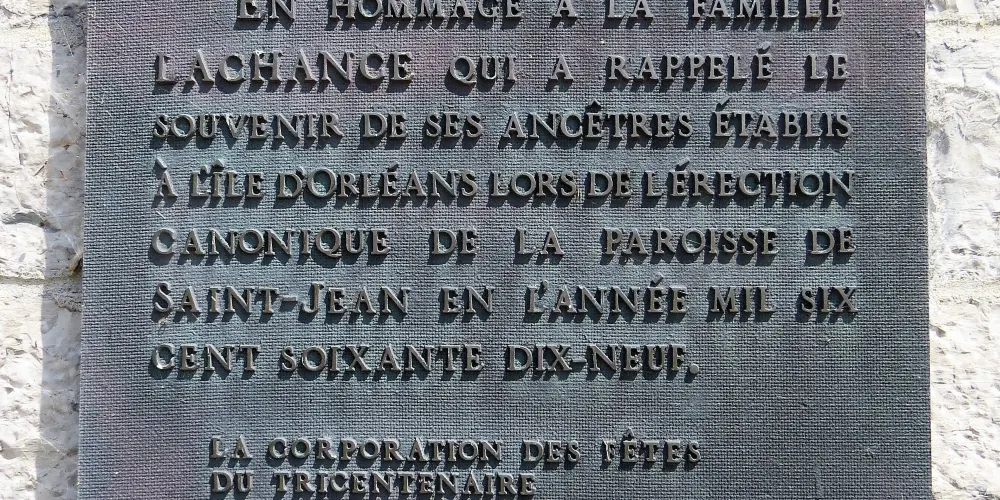 EN HOMMAGE À LA FAMILLE
LACHANCE QUI A RAPPELÉ LE
SOUVENIR DE SES ANCÊTRES ÉTABLIS
À L'ÎLE D'ORLÉANS LORS DE L'ÉRECTION
CANONIQUE DE LA PAROISSE DE
SAINT-JEAN EN L'ANNÉE MIL SIX
CENT SOIXANTE DIX-NEUF.
LA CORPORATION DES FÊTES
DU TRICENTENAIRE